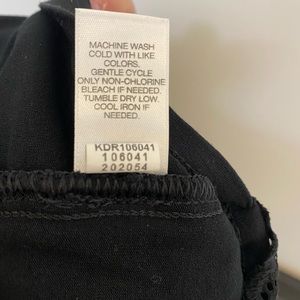 MACHINE WASH
COLD WITH LIKE
COLORS.
GENTLE CYCLE
ONLY NON-CHLORINE
BLEACH IF NEEDED.
TUMBLE DRY LOW.
COOL IRON IF
NEEDED.
KDR106041
106041
202054